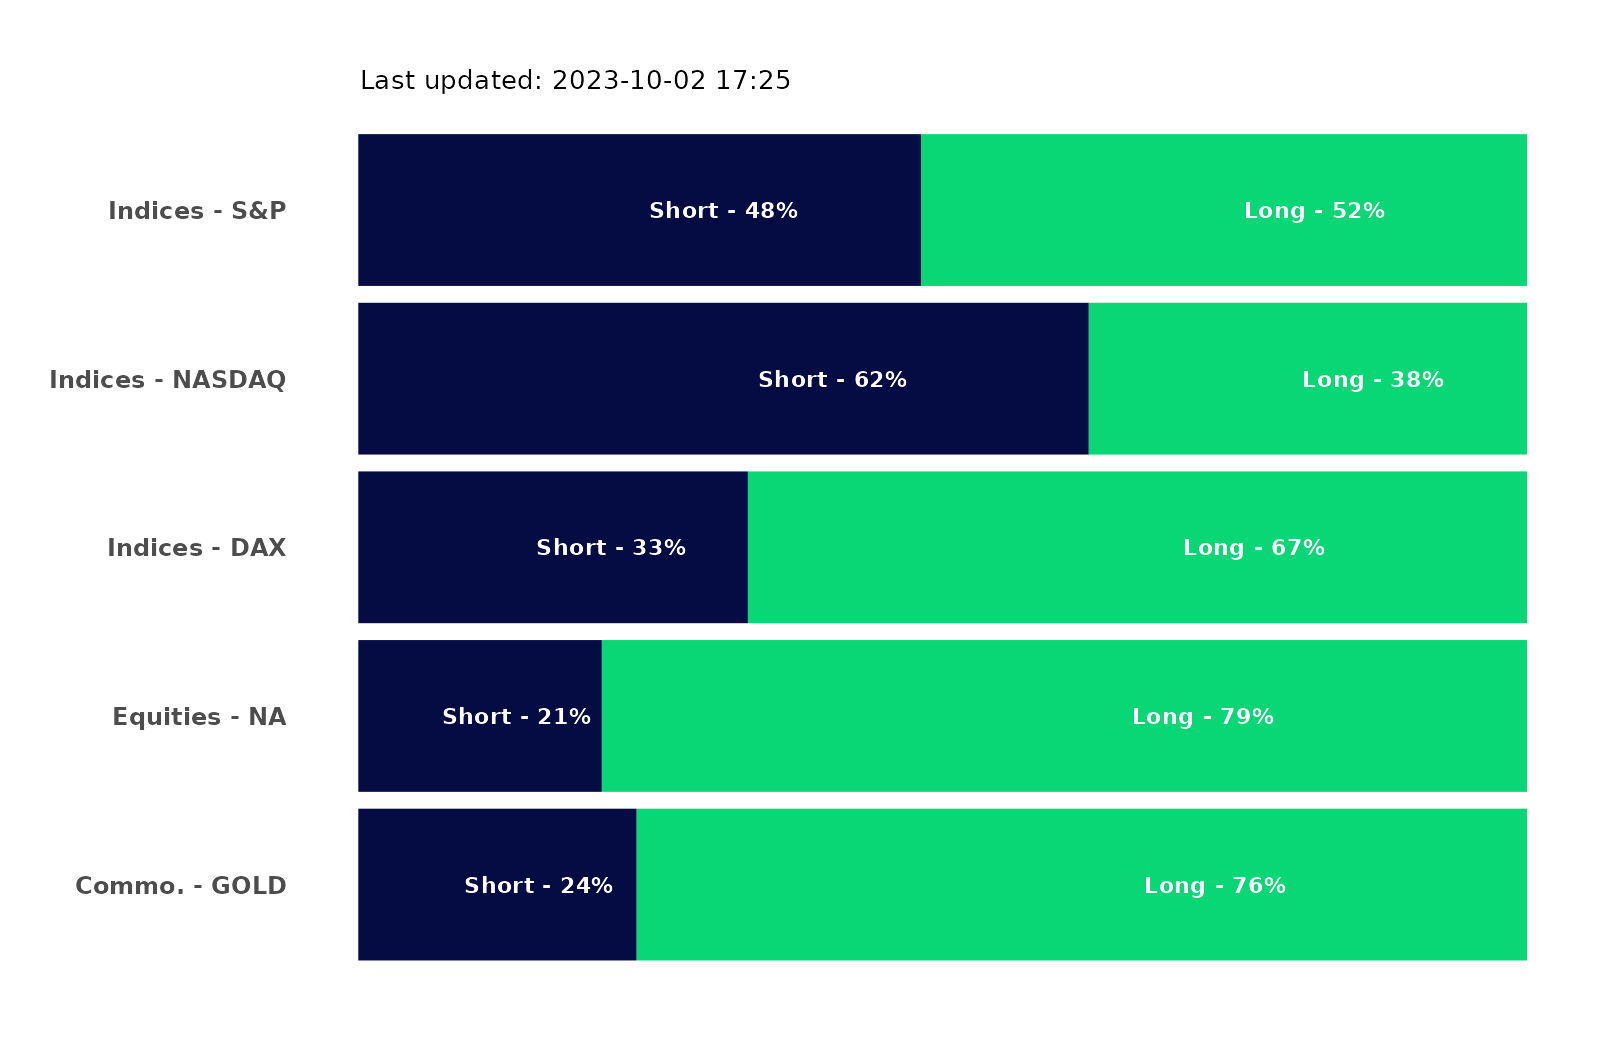 Last updated: 2023-10-02 17:25
Indices - S&P Short - 48% Long - 52%
Indices - NASDAQ Short - 62% Long - 38%
Indices - DAX Short - 33% Long - 67%
Equities - NA Short - 21% Long - 79%
Commo. - GOLD Short - 24% Long - 76%